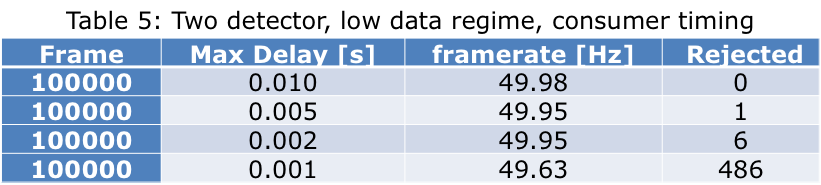 Table 5: Two detector, low data regime, consumer timing
Frame Max Delay [s] framerate [Hz] Rejected
100000 0.010 49.98 0
100000 0.005 49.95 1
100000 0.002 49.95 6
100000 0.001 49.63 486